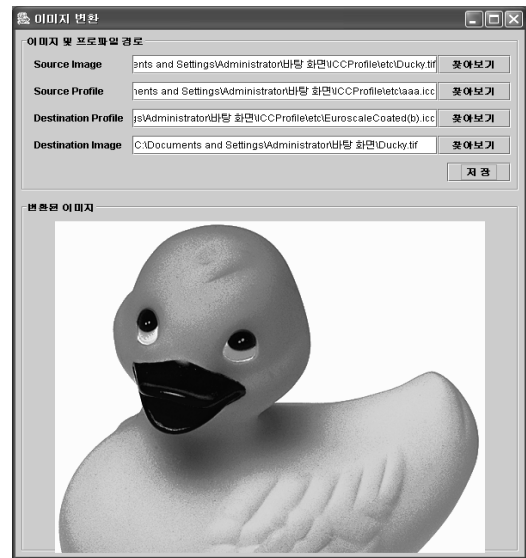 이미지 변환
이미지 및 프로파일 경로
Source Image ents and Settings\Administrator\바탕 화면\ICCProfile\etc\Ducky.tif 찾아보기
Source Profile nents and Settings\Administrator\바탕 화면\ICCProfile\etc\aaa.icc 찾아보기
Destination Profile gs\Administrator\바탕 화면\ICCProfile\etc\EuroscaleCoated(b).icc 찾아보기
Destination Image C:\Documents and Settings\Administrator\바탕 화면\Ducky.tif 찾아보기
저 장
변환된 이미지